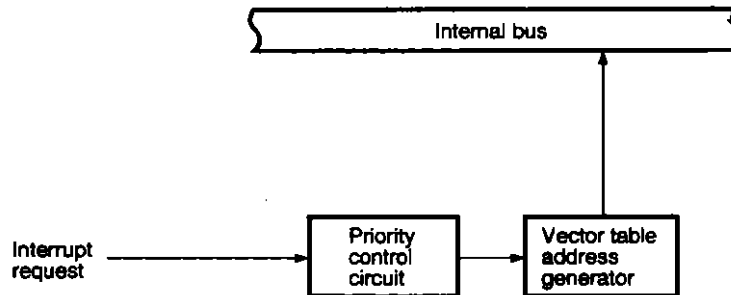 Internal bus
Interrupt
request
Priority
control
circuit
Vector table
address
generator